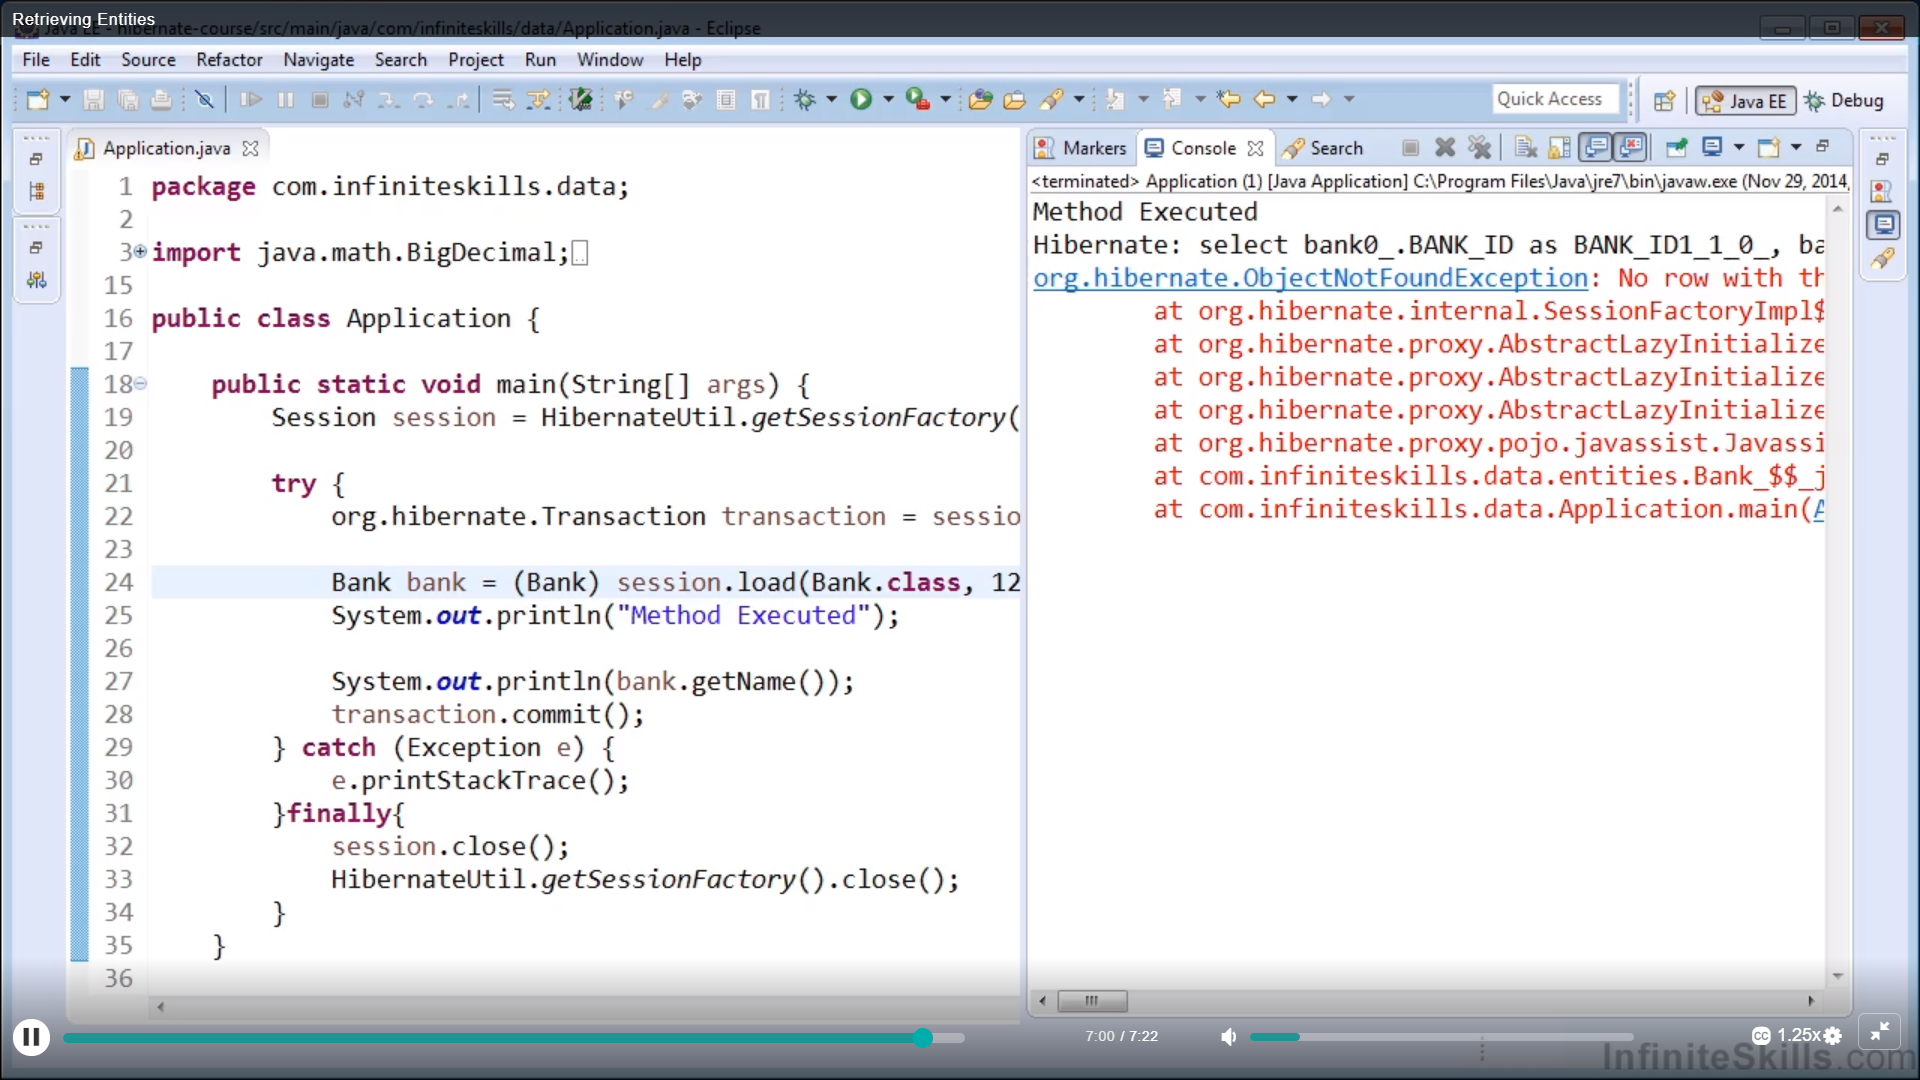 Retrieving Entities
Java EE - hibernate-course/src/main/java/com/infiniteskills/data/Application.java - Eclipse
File Edit Source Refactor Navigate Search Project Run Window Help
Quick Access
Java EE
Debug
Application.java
1 package com.infiniteskills.data;
2
3 import java.math.BigDecimal;
15
16 public class Application {
17
18 public static void main(String[] args) {
19 Session session = HibernateUtil.getSessionFactory(
20
21 try {
22 org.hibernate.Transaction transaction = sessio
23
24 Bank bank = (Bank) session.load(Bank.class, 12
25 System.out.println("Method Executed");
26
27 System.out.println(bank.getName());
28 transaction.commit();
29 } catch (Exception e) {
30 e.printStackTrace();
31 }finally{
32 session.close();
33 HibernateUtil.getSessionFactory().close();
34 }
35 }
36
Markers Console Search
<terminated> Application (1) [Java Application] C:\Program Files\Java\jre7\bin\javaw.exe (Nov 29, 2014,
Method Executed
Hibernate: select bank0_.BANK_ID as BANK_ID1_1_0_, ba
org.hibernate.ObjectNotFoundException: No row with th
at org.hibernate.internal.SessionFactoryImpl$
at org.hibernate.proxy.AbstractLazyInitialize
at org.hibernate.proxy.AbstractLazyInitialize
at org.hibernate.proxy.AbstractLazyInitialize
at org.hibernate.proxy.pojo.javassist.Javassi
at com.infiniteskills.data.entities.Bank_$$_j
at com.infiniteskills.data.Application.main(A
7:00 / 7:22
CC 1.25x
InfiniteSkills.com